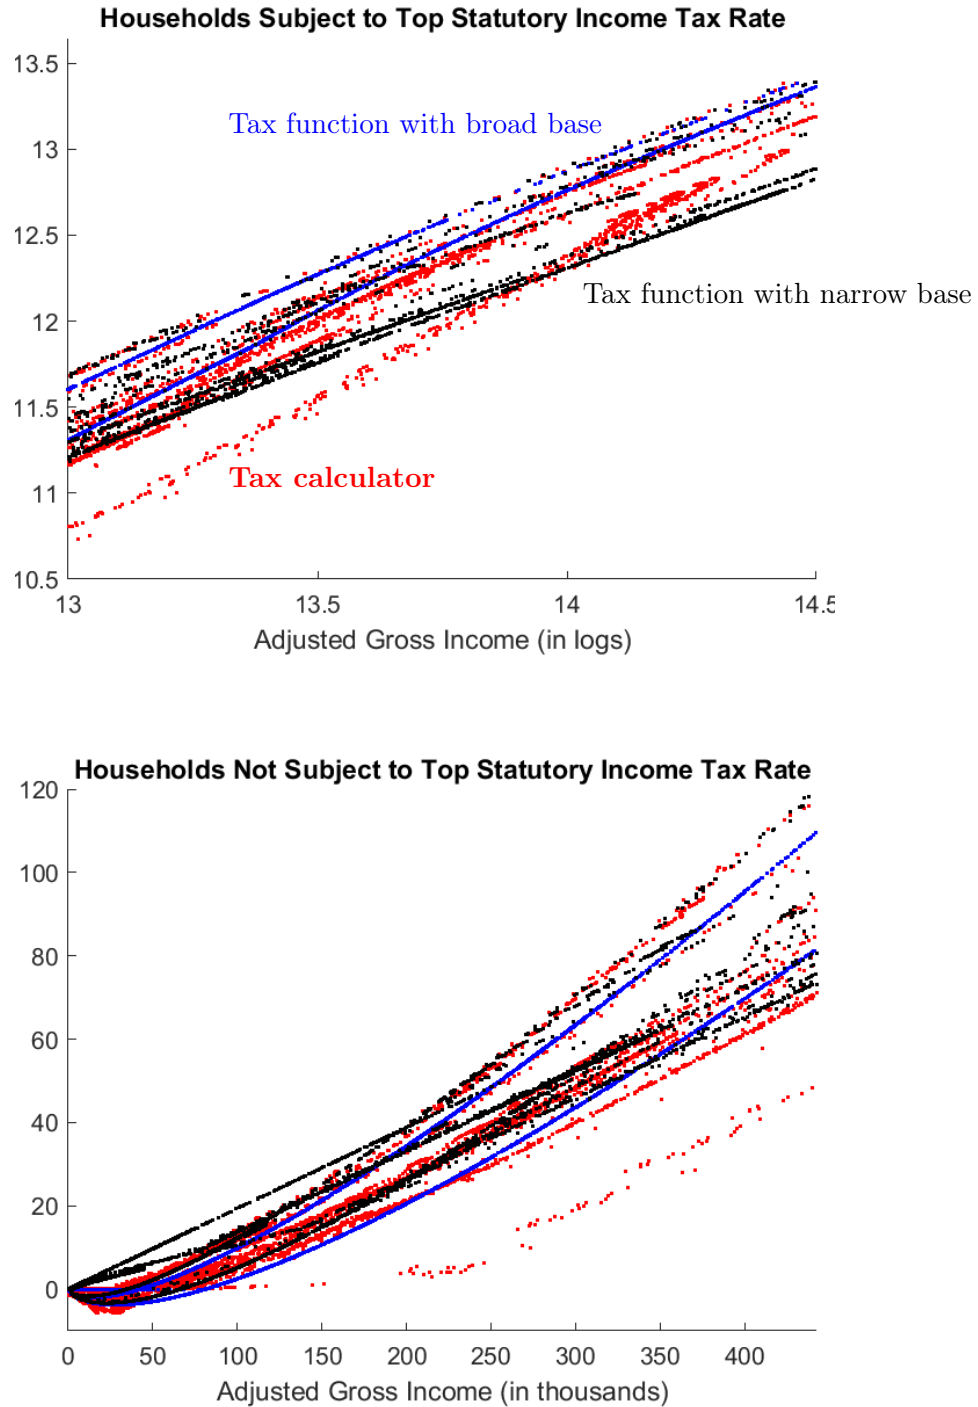 Households Subject to Top Statutory Income Tax Rate
13.5
Tax function with broad base
13
12.5
Tax function with narrow base
12
11.5
Tax calculator
11
10.5
13 13.5 14 14.5
Adjusted Gross Income (in logs)
Households Not Subject to Top Statutory Income Tax Rate
120
100
80
60
40
20
0
0 50 100 150 200 250 300 350 400
Adjusted Gross Income (in thousands)